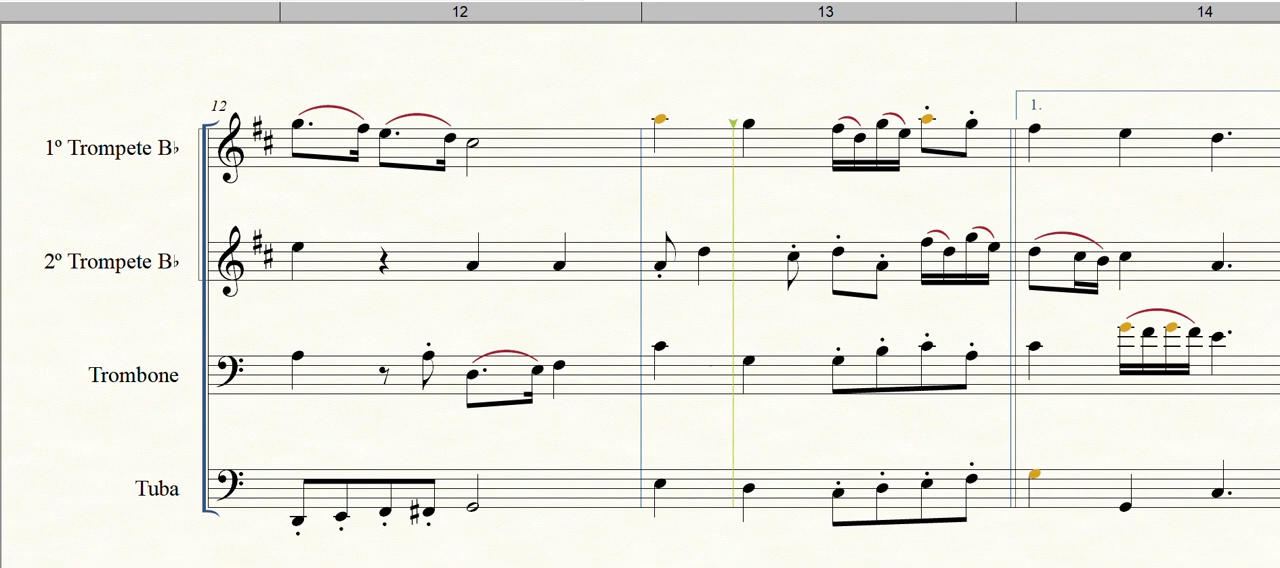 12 13 14
12
1.
1º Trompete B♭
2º Trompete B♭
Trombone
Tuba